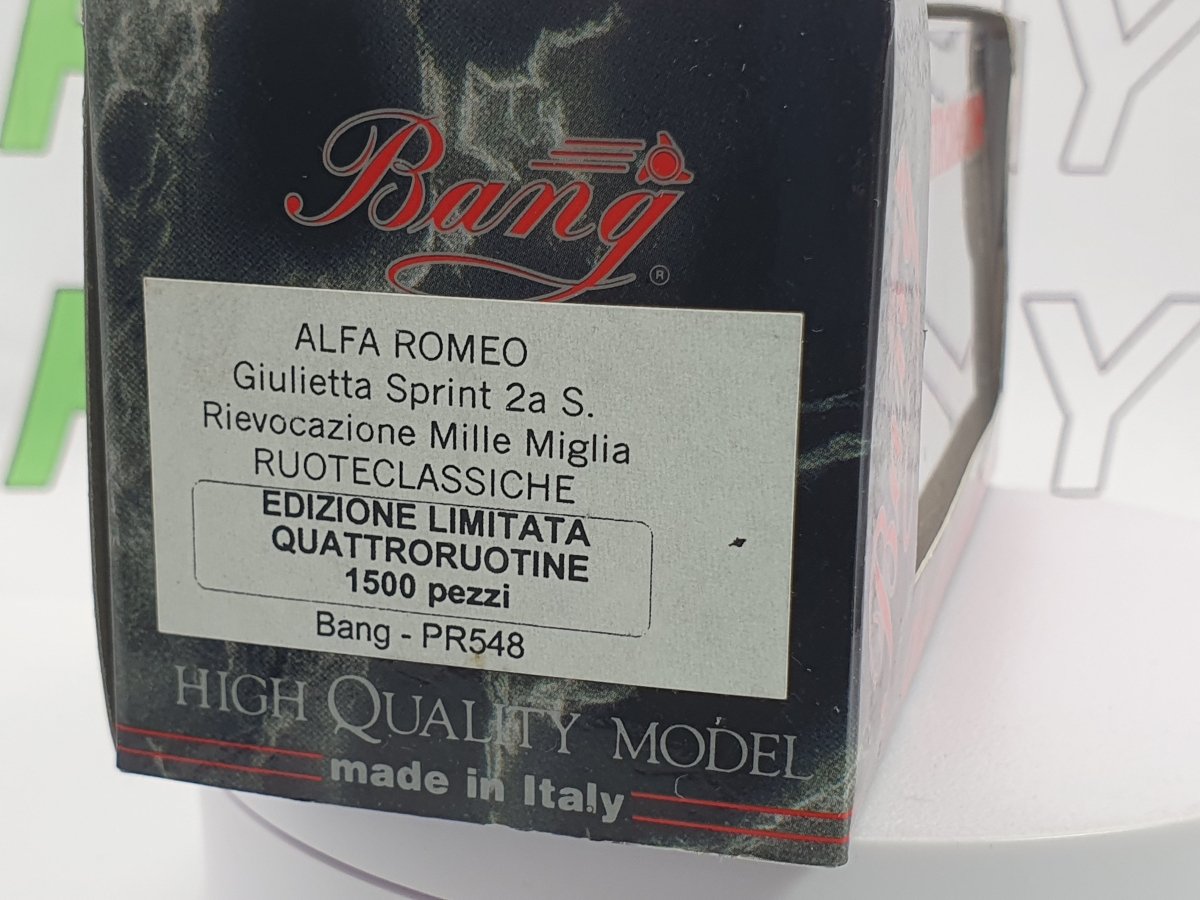 Bang®
ALFA ROMEO
Giulietta Sprint 2a S.
Rievocazione Mille Miglia
RUOTECLASSICHE
EDIZIONE LIMITATA
QUATTRORUOTINE
1500 pezzi
Bang - PR548
HIGH QUALITY MODEL
made in Italy